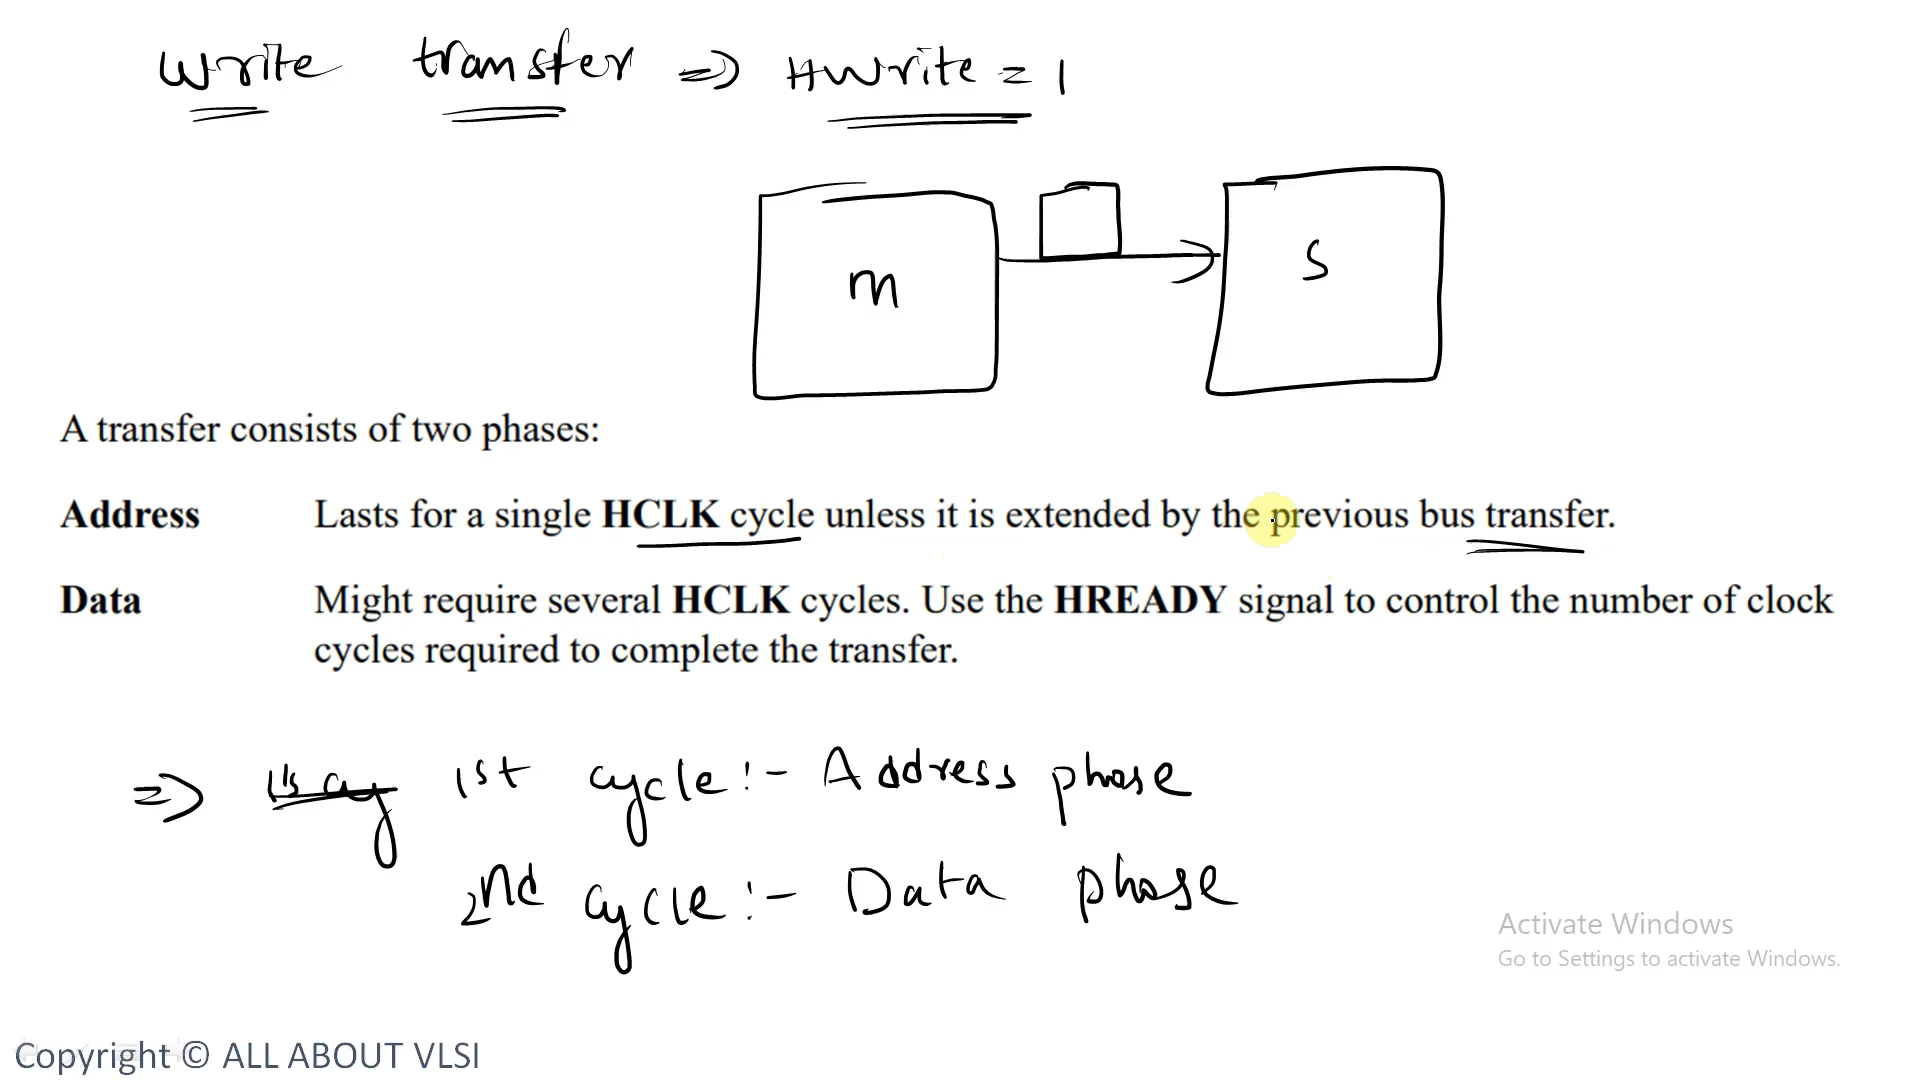 Write transfer => HWrite = 1
m
S
A transfer consists of two phases:
Address Lasts for a single HCLK cycle unless it is extended by the previous bus transfer.
Data Might require several HCLK cycles. Use the HREADY signal to control the number of clock
cycles required to complete the transfer.
=> 1st cycle:- Address phase
2nd cycle:- Data phase
Activate Windows
Go to Settings to activate Windows.
Copyright © ALL ABOUT VLSI